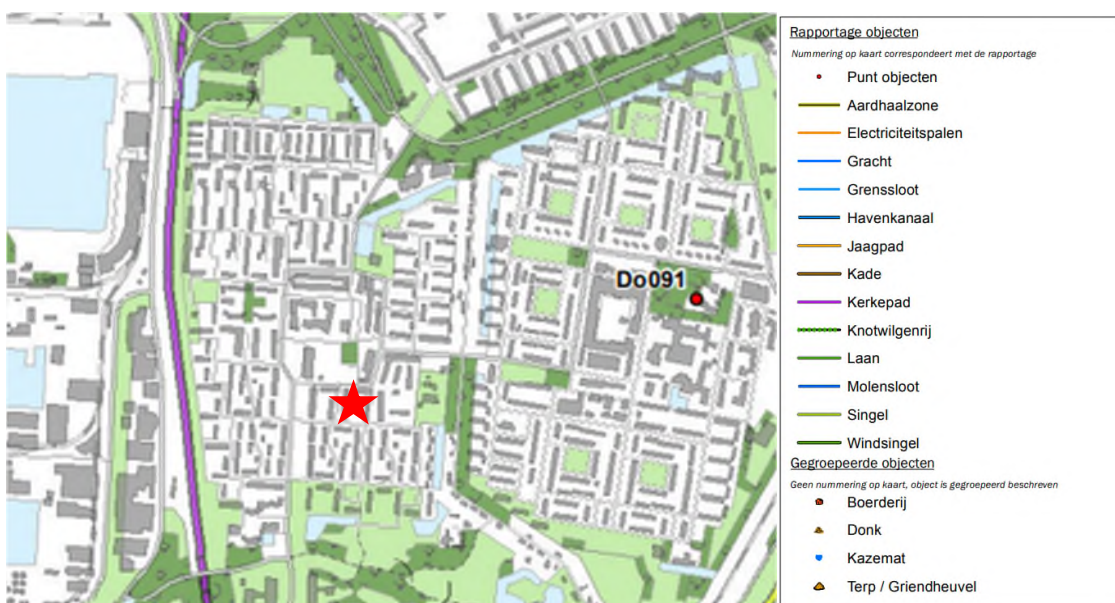 Do091
Rapportage objecten
Nummering op kaart correspondeert met de rapportage
Punt objecten
Aardhaalzone
Electriciteitspalen
Gracht
Grenssloot
Havenkanaal
Jaagpad
Kade
Kerkepad
Knotwilgenrij
Laan
Molensloot
Singel
Windsingel
Gegroepeerde objecten
Geen nummering op kaart, object is gegroepeerd beschreven
Boerderij
Donk
Kazemat
Terp / Griendheuvel